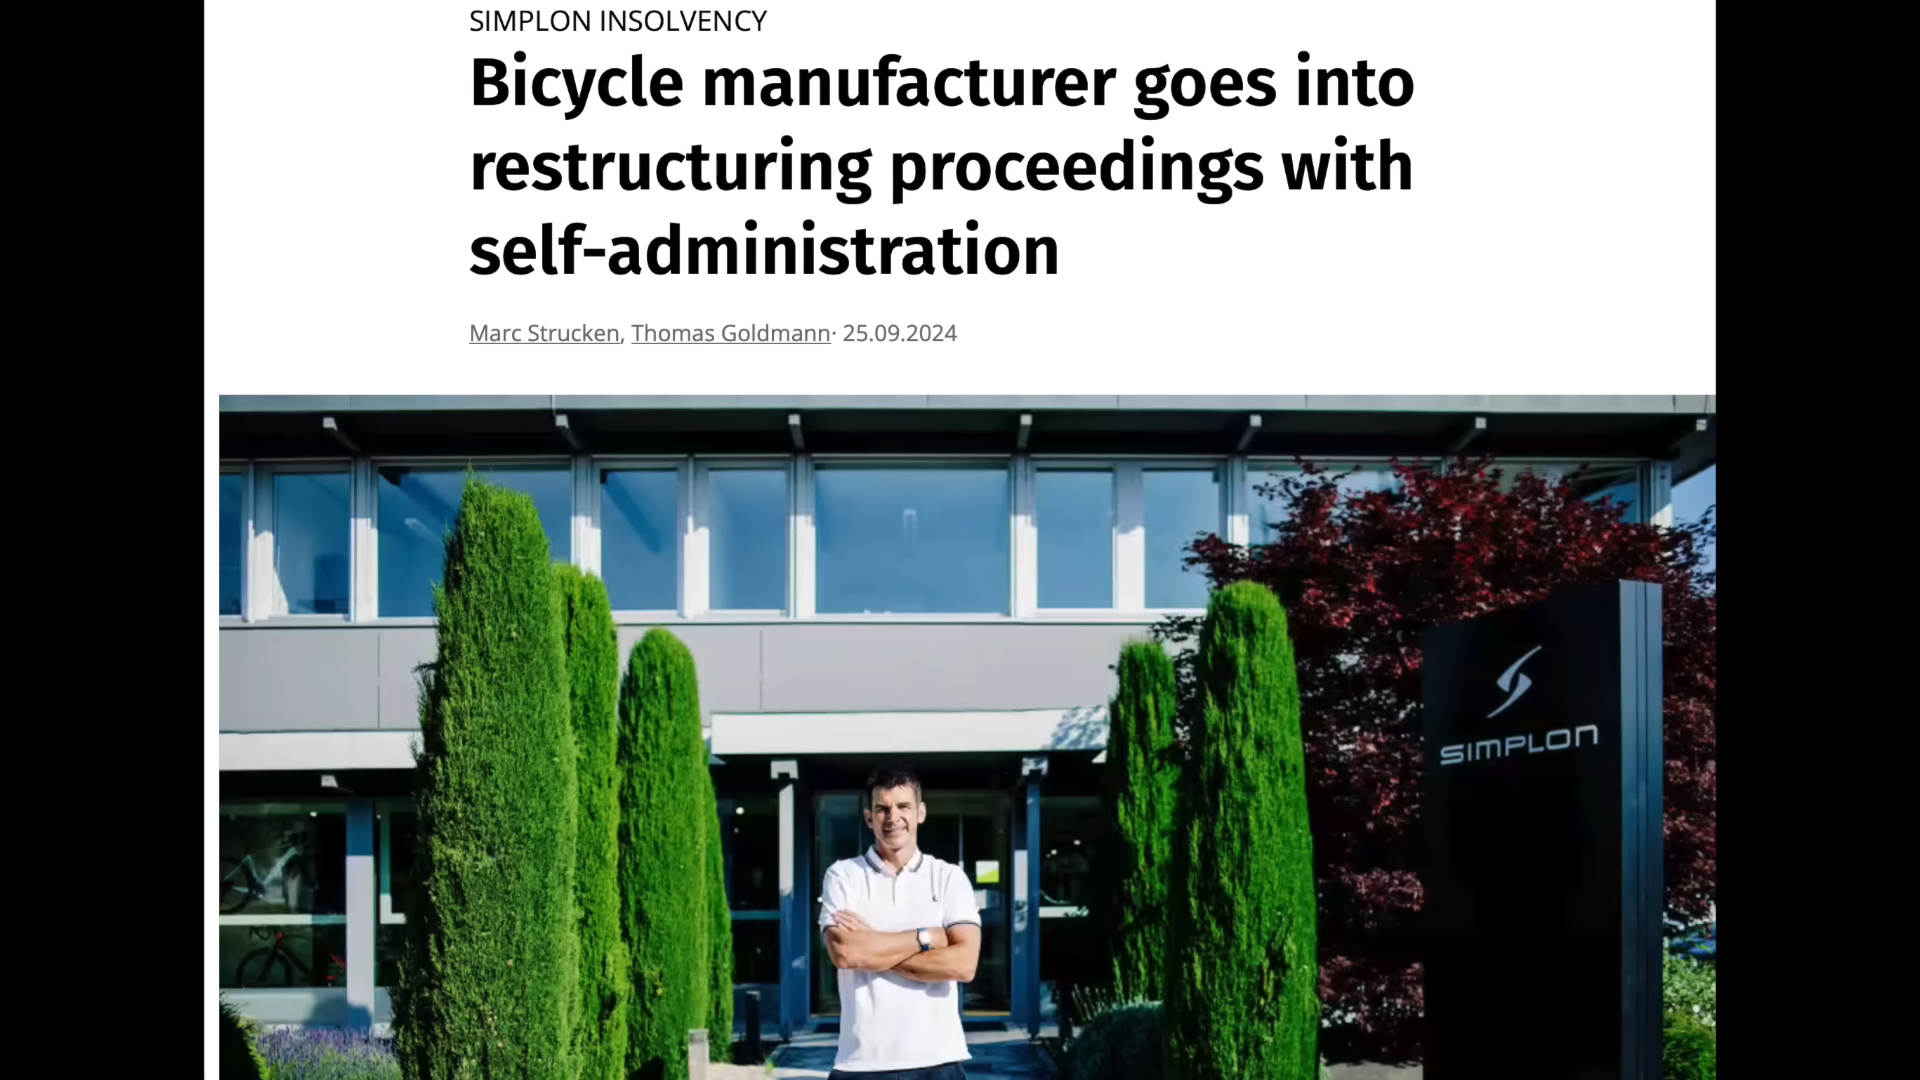 SIMPLON INSOLVENCY
Bicycle manufacturer goes into
restructuring proceedings with
self-administration
Marc Strucken, Thomas Goldmann· 25.09.2024
SIMPLON